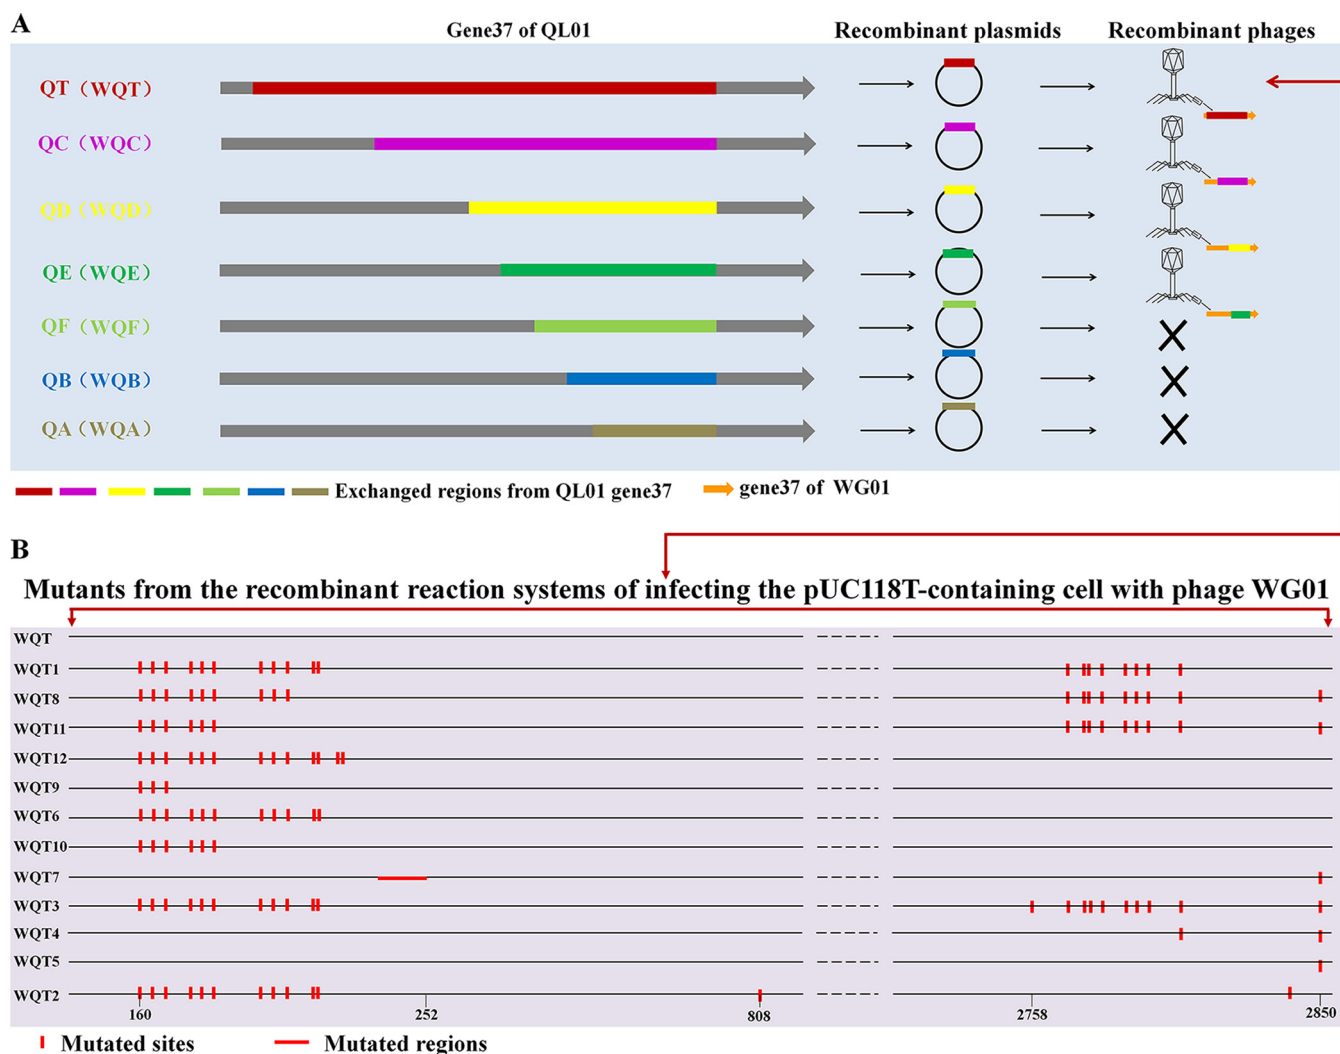 A
Gene37 of QL01 Recombinant plasmids Recombinant phages
QT（WQT）
QC（WQC）
QD（WQD）
QE（WQE）
QF（WQF）
QB（WQB）
QA（WQA）
Exchanged regions from QL01 gene37 gene37 of WG01
B
Mutants from the recombinant reaction systems of infecting the pUC118T-containing cell with phage WG01
WQT
WQT1
WQT8
WQT11
WQT12
WQT9
WQT6
WQT10
WQT7
WQT3
WQT4
WQT5
WQT2
160 252 808 2758 2850
Mutated sites Mutated regions